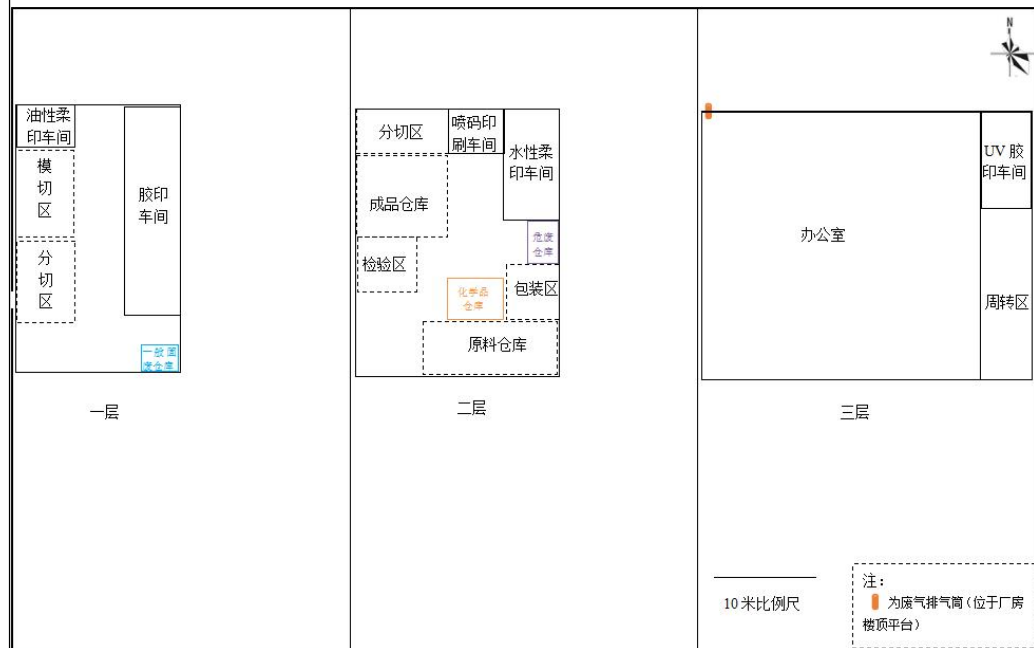 N
油性柔
印车间
模
切
区
分
切
区
胶印
车间
一般固
废仓库
一层
分切区
喷码印
刷车间
水性柔
印车间
成品仓库
危废
仓库
检验区
化学品
仓库
包装区
原料仓库
二层
UV 胶
印车间
办公室
周转区
三层
10米比例尺
注：
为废气排气筒（位于厂房
楼顶平台）